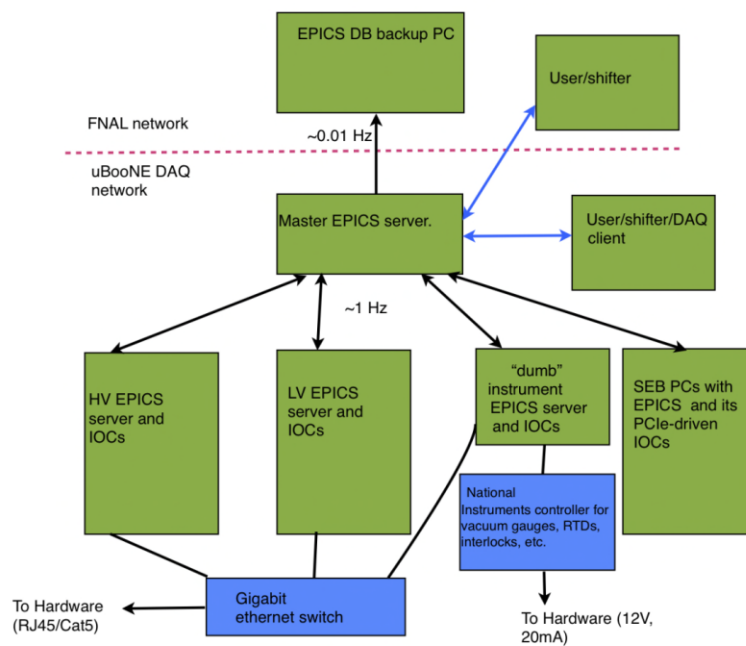 EPICS DB backup PC
User/shifter
FNAL network
~0.01 Hz
uBooNE DAQ
network
Master EPICS server.
User/shifter/DAQ
client
~1 Hz
HV EPICS
server and
IOCs
LV EPICS
server and
IOCs
“dumb”
instrument
EPICS server
and IOCs
SEB PCs with
EPICS and its
PCIe-driven
IOCs
National
Instruments controller for
vacuum gauges, RTDs,
interlocks, etc.
Gigabit
ethernet switch
To Hardware
(RJ45/Cat5)
To Hardware (12V,
20mA)